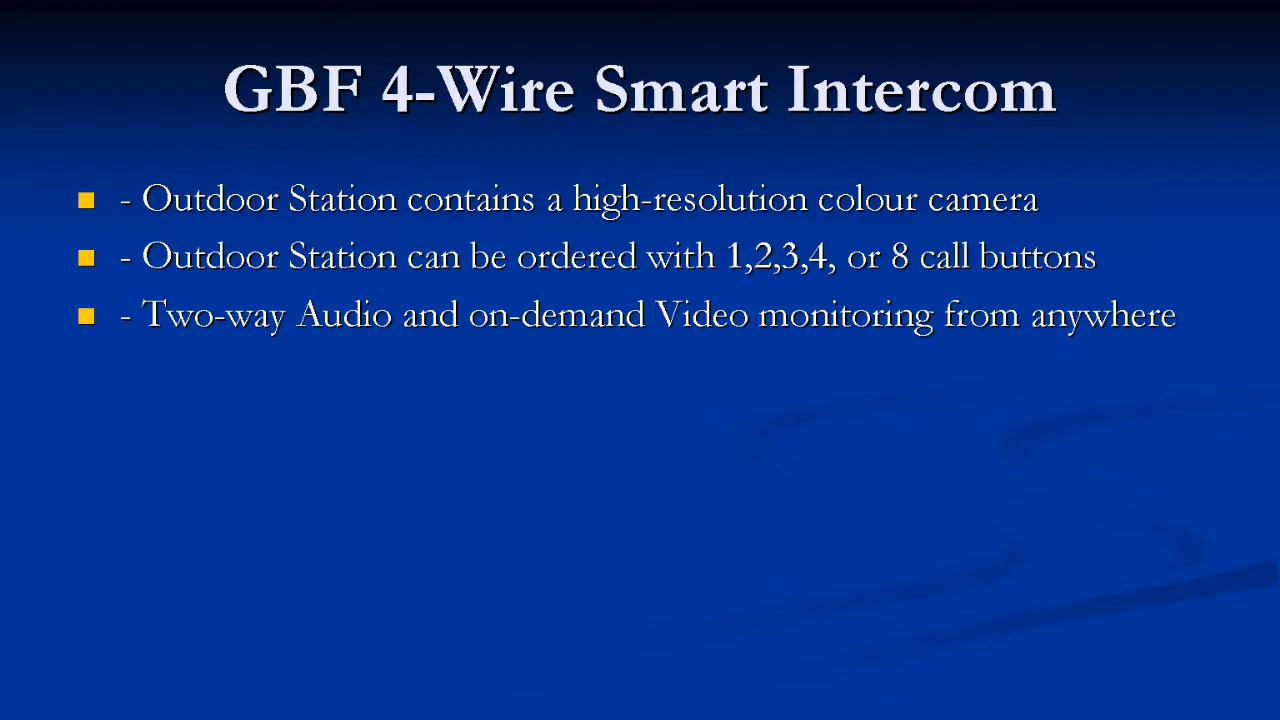 GBF 4-Wire Smart Intercom
- Outdoor Station contains a high-resolution colour camera
- Outdoor Station can be ordered with 1,2,3,4, or 8 call buttons
- Two-way Audio and on-demand Video monitoring from anywhere